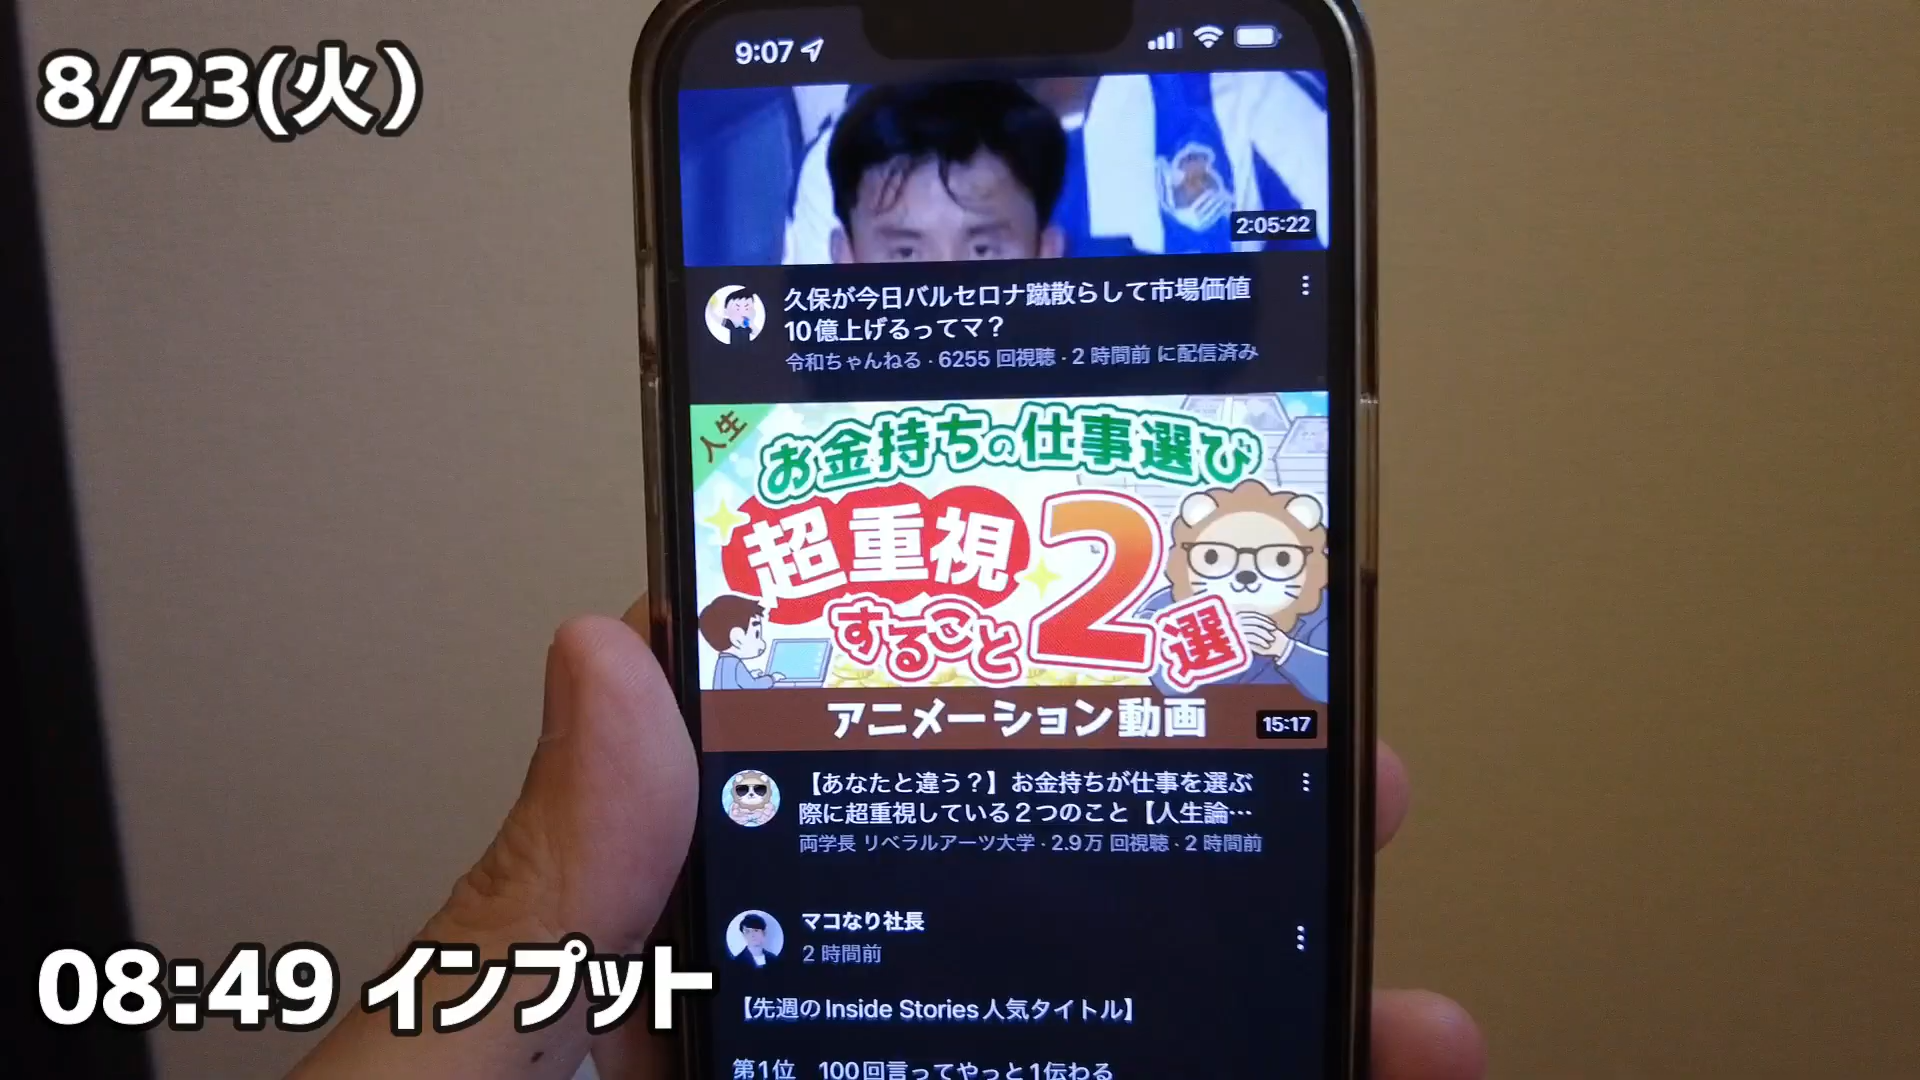 8/23(火)
9:07
2:05:22
久保が今日バルセロナ蹴散らして市場価値
10億上げるってマ？
令和ちゃんねる · 6255 回視聴 · 2 時間前 に配信済み
人生
お金持ちの仕事選び
超重視
すること2選
アニメーション動画
15:17
【あなたと違う？】お金持ちが仕事を選ぶ
際に超重視している２つのこと【人生論…
両学長 リベラルアーツ大学 · 2.9万 回視聴 · 2 時間前
マコなり社長
2 時間前
【先週のInside Stories人気タイトル】
第1位 100回言ってやっと1伝わる
08:49 インプット